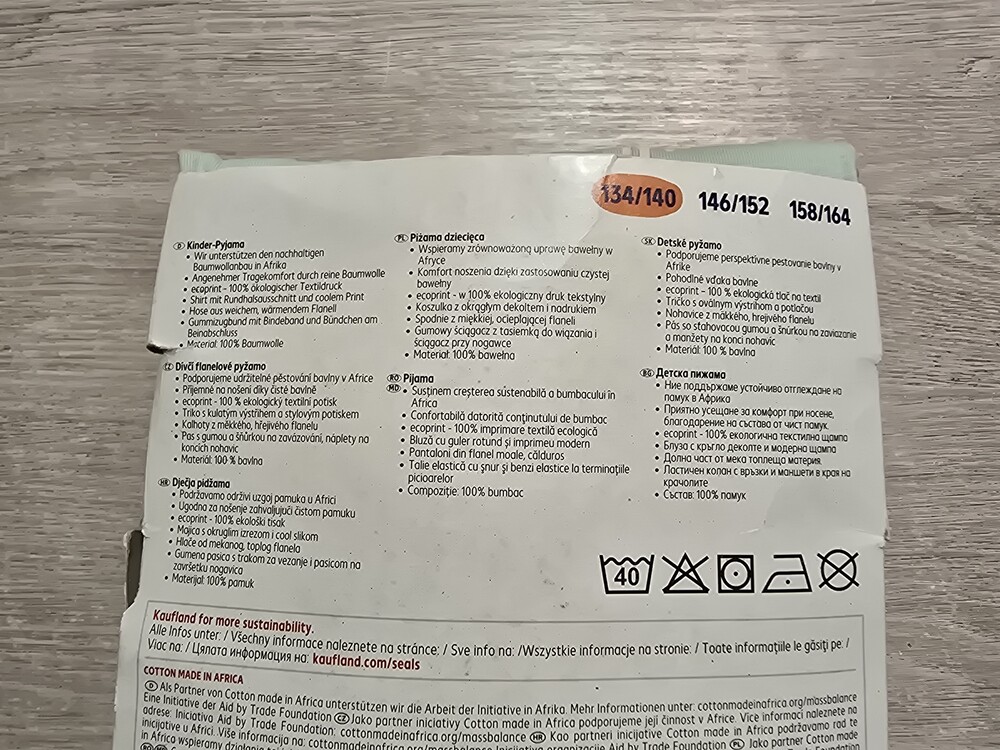 134/140 146/152 158/164
D Kinder-Pyjama
• Wir unterstützen den nachhaltigen
Baumwollanbau in Afrika
• Angenehmer Tragekomfort durch reine Baumwolle
• ecoprint - 100% ökologischer Textildruck
• Shirt mit Rundhalsausschnitt und coolem Print
• Hose aus weichem, wärmendem Flanell
• Gummizugbund mit Bindeband und Bündchen am
Beinabschluss
• Material: 100% Baumwolle
CZ Dívčí flanelové pyžamo
• Podporujeme udržitelné pěstování bavlny v Africe
• Příjemné na nošení díky čisté bavlně
• ecoprint - 100 % ekologický textilní potisk
• Triko s kulatým výstřihem a stylovým potiskem
• Kalhoty z měkkého, hřejivého flanelu
• Pas s gumou a šňůrkou na zavázování, náplety na
koncích nohavic
• Materiál: 100 % bavlna
HR Dječja pidžama
• Podržavamo održivi uzgoj pamuka u Africi
• Ugodna za nošenje zahvaljujući čistom pamuku
• ecoprint - 100% ekološki tisak
• Majica s okruglim izrezom i cool slikom
• Hlače od mekanog, toplog flanela
• Gumena pasica s trakom za vezanje i pasicom na
završetku nogavica
• Materijal: 100% pamuk
PL Piżama dziecięca
• Wspieramy zrównoważoną uprawę bawełny w
Afryce
• Komfort noszenia dzięki zastosowaniu czystej
bawełny
• ecoprint - w 100% ekologiczny druk tekstylny
• Koszulka z okrągłym dekoltem i nadrukiem
• Spodnie z miękkiej, ocieplającej flaneli
• Gumowy ściągacz z tasiemką do wiązania i
ściągacz przy nogawce
• Materiał: 100% bawełna
RO MD Pijama
• Susținem creșterea sustenabilă a bumbacului în
Africa
• Confortabilă datorită conținutului de bumbac
• ecoprint - 100% imprimare textilă ecologică
• Bluză cu guler rotund și imprimeu modern
• Pantaloni din flanel moale, călduros
• Talie elastică cu șnur și benzi elastice la terminațiile
picioarelor
• Compoziție: 100% bumbac
SK Detské pyžamo
• Podporujeme perspektívne pestovanie bavlny v
Afrike
• Pohodlné vďaka bavlne
• ecoprint - 100 % ekologická tlač na textil
• Tričko s oválnym výstrihom a potlačou
• Nohavice z mäkkého, hrejivého flanelu
• Pás so sťahovacou gumou a šnúrkou na zaviazanie
a manžety na konci nohavíc
• Materiál: 100 % bavlna
BG Детска пижама
• Ние поддържаме устойчиво отглеждане на
памук в Африка
• Приятно усещане за комфорт при носене,
благодарение на състава от чист памук.
• ecoprint - 100% екологична текстилна щампа
• Блуза с кръгло деколте и модерна щампа
• Долна част от мека топлеща материя.
• Ластичен колан с връзки и маншети в края на
крачолите
• Състав: 100% памук
40
Kaufland for more sustainability.
Alle Infos unter: / Všechny informace naleznete na stránce: / Sve info na: /Wszystkie informacje na stronie: / Toate informațiile le găsiți pe: /
Viac na: / Цялата информация на: kaufland.com/seals
COTTON MADE IN AFRICA
D Als Partner von Cotton made in Africa unterstützen wir die Arbeit der Initiative in Afrika. Mehr Informationen unter: cottonmadeinafrica.org/massbalance
Eine Initiative der Aid by Trade Foundation CZ Jako partner iniciativy Cotton made in Africa podporujeme její činnost v Africe. Více informací naleznete na
adrese: Iniciativa Aid by Trade Foundation: cottonmadeinafrica.org/massbalance HR Kao partneri inicijative Cotton made in Africa podržavamo rad te
inicijative u Africi. Više informacija na: cottonmadeinafrica.org/massbalance Inicijativa organizacije Aid by Trade Foundation PL Jako partner Cotton made
in Africa wspieramy